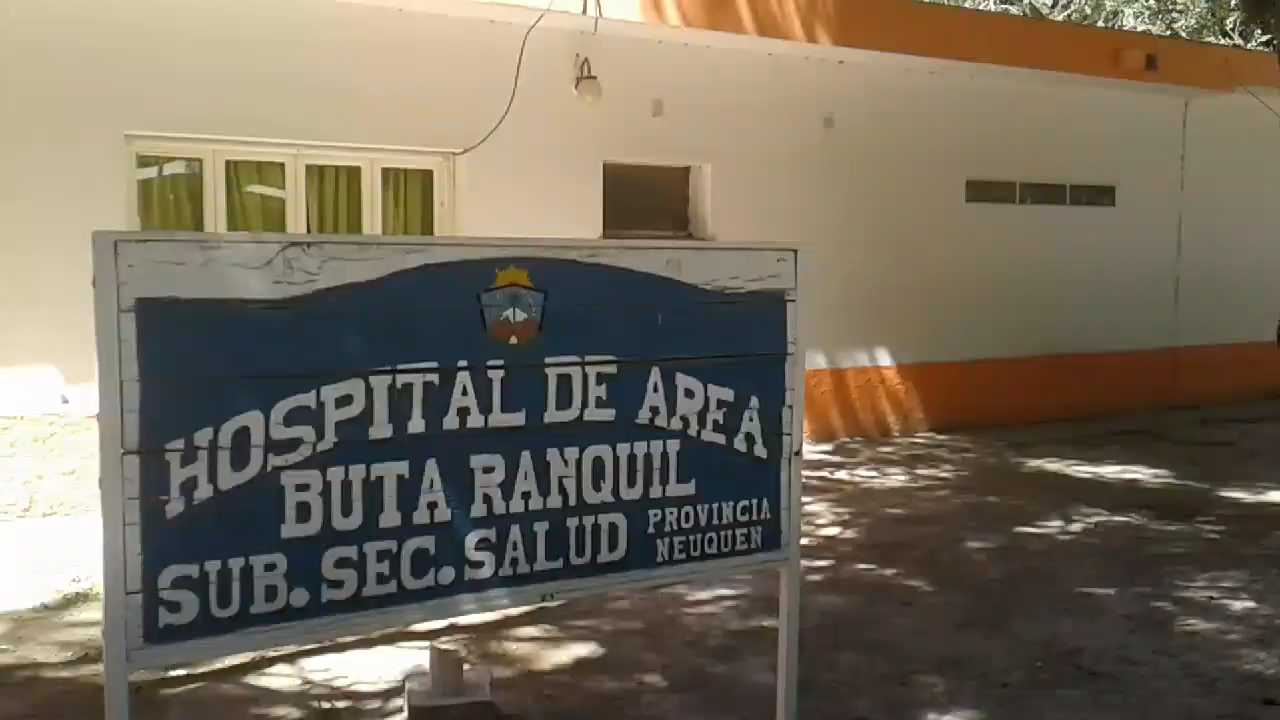 HOSPITAL DE AREA
BUTA RANQUIL
SUB. SEC. SALUD PROVINCIA
NEUQUEN